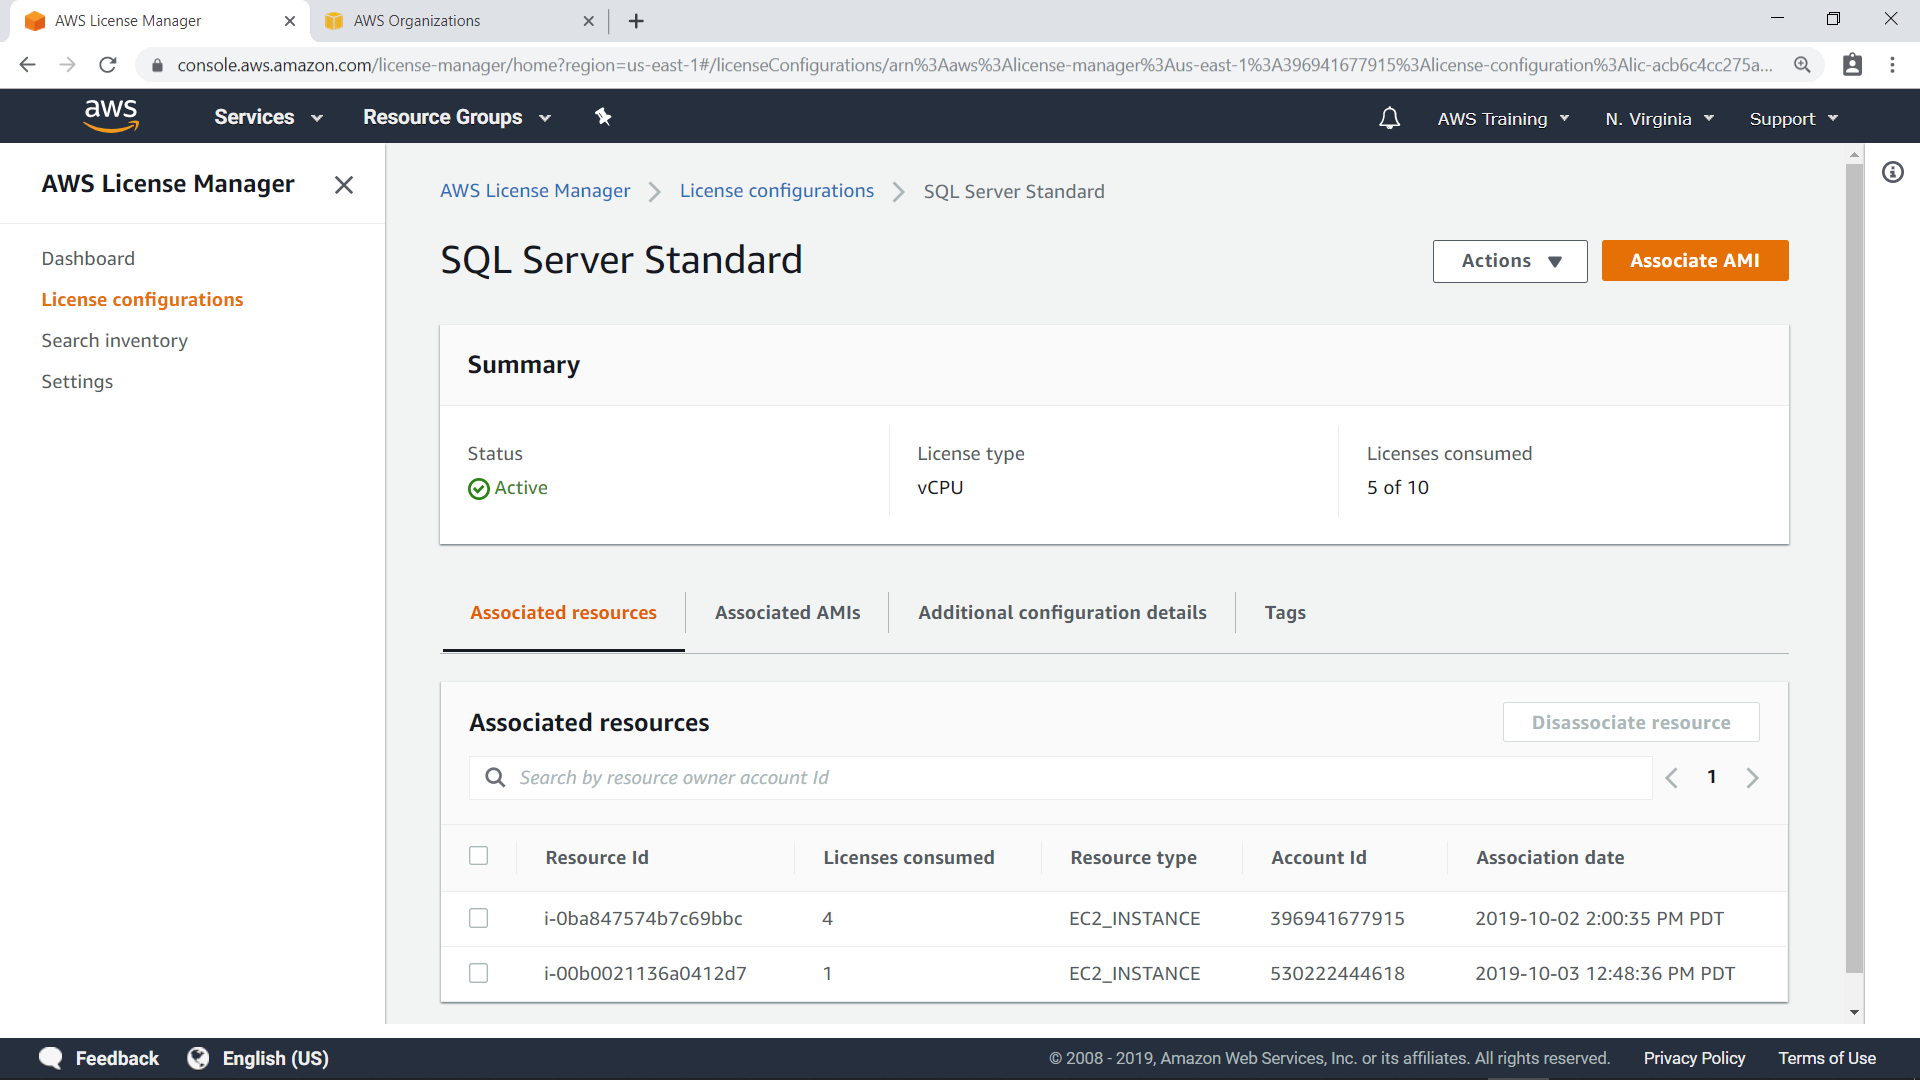 AWS License Manager
AWS Organizations
console.aws.amazon.com/license-manager/home?region=us-east-1#/licenseConfigurations/arn%3Aaws%3Alicense-manager%3Aus-east-1%3A396941677915%3Alicense-configuration%3Alic-acb6c4cc275a...
aws
Services
Resource Groups
AWS Training
N. Virginia
Support
AWS License Manager
Dashboard
License configurations
Search inventory
Settings
AWS License Manager
License configurations
SQL Server Standard
SQL Server Standard
Actions
Associate AMI
Summary
Status
License type
Licenses consumed
Active
vCPU
5 of 10
Associated resources
Associated AMIs
Additional configuration details
Tags
Associated resources
Disassociate resource
Search by resource owner account Id
1
Resource Id
Licenses consumed
Resource type
Account Id
Association date
i-0ba847574b7c69bbc
4
EC2_INSTANCE
396941677915
2019-10-02 2:00:35 PM PDT
i-00b0021136a0412d7
1
EC2_INSTANCE
530222444618
2019-10-03 12:48:36 PM PDT
Feedback
English (US)
© 2008 - 2019, Amazon Web Services, Inc. or its affiliates. All rights reserved.
Privacy Policy
Terms of Use